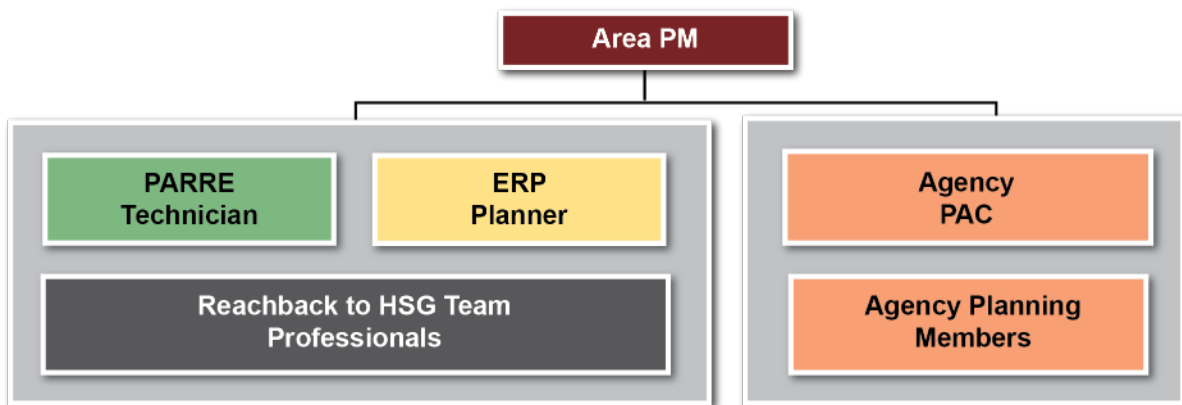 Area PM
PARRE
Technician
ERP
Planner
Reachback to HSG Team
Professionals
Agency
PAC
Agency Planning
Members